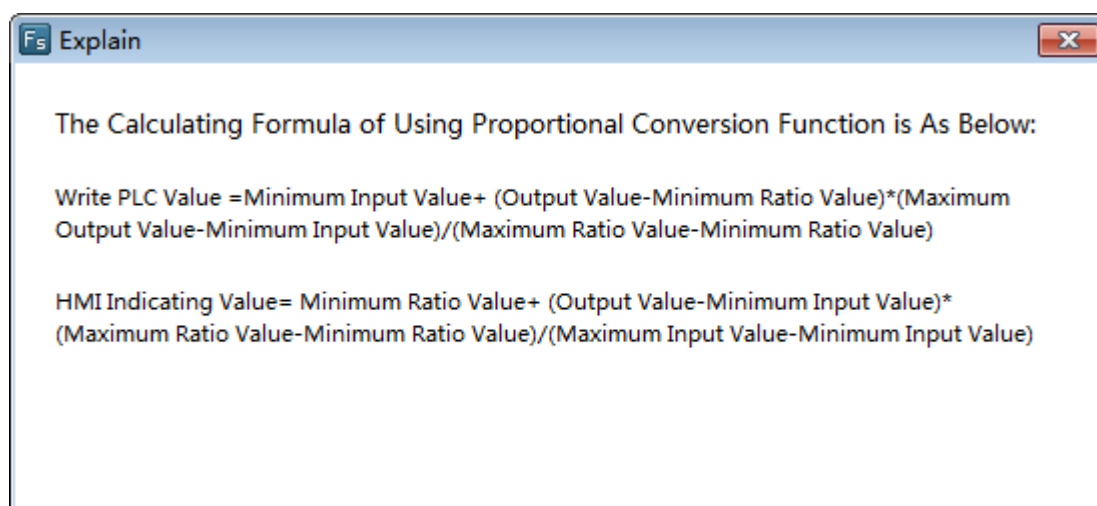 Fs Explain
The Calculating Formula of Using Proportional Conversion Function is As Below:
Write PLC Value =Minimum Input Value+ (Output Value-Minimum Ratio Value)*(Maximum
Output Value-Minimum Input Value)/(Maximum Ratio Value-Minimum Ratio Value)
HMI Indicating Value= Minimum Ratio Value+ (Output Value-Minimum Input Value)*
(Maximum Ratio Value-Minimum Ratio Value)/(Maximum Input Value-Minimum Input Value)